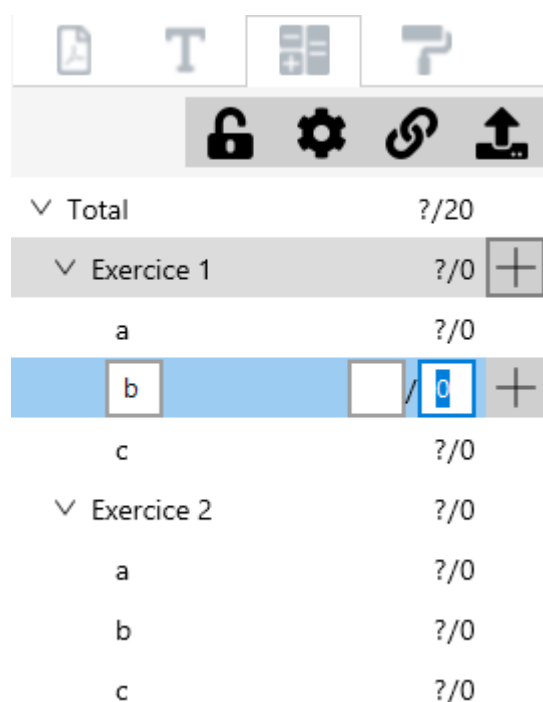 T
Total ?/20
Exercice 1 ?/0
a ?/0
b / 0
c ?/0
Exercice 2 ?/0
a ?/0
b ?/0
c ?/0